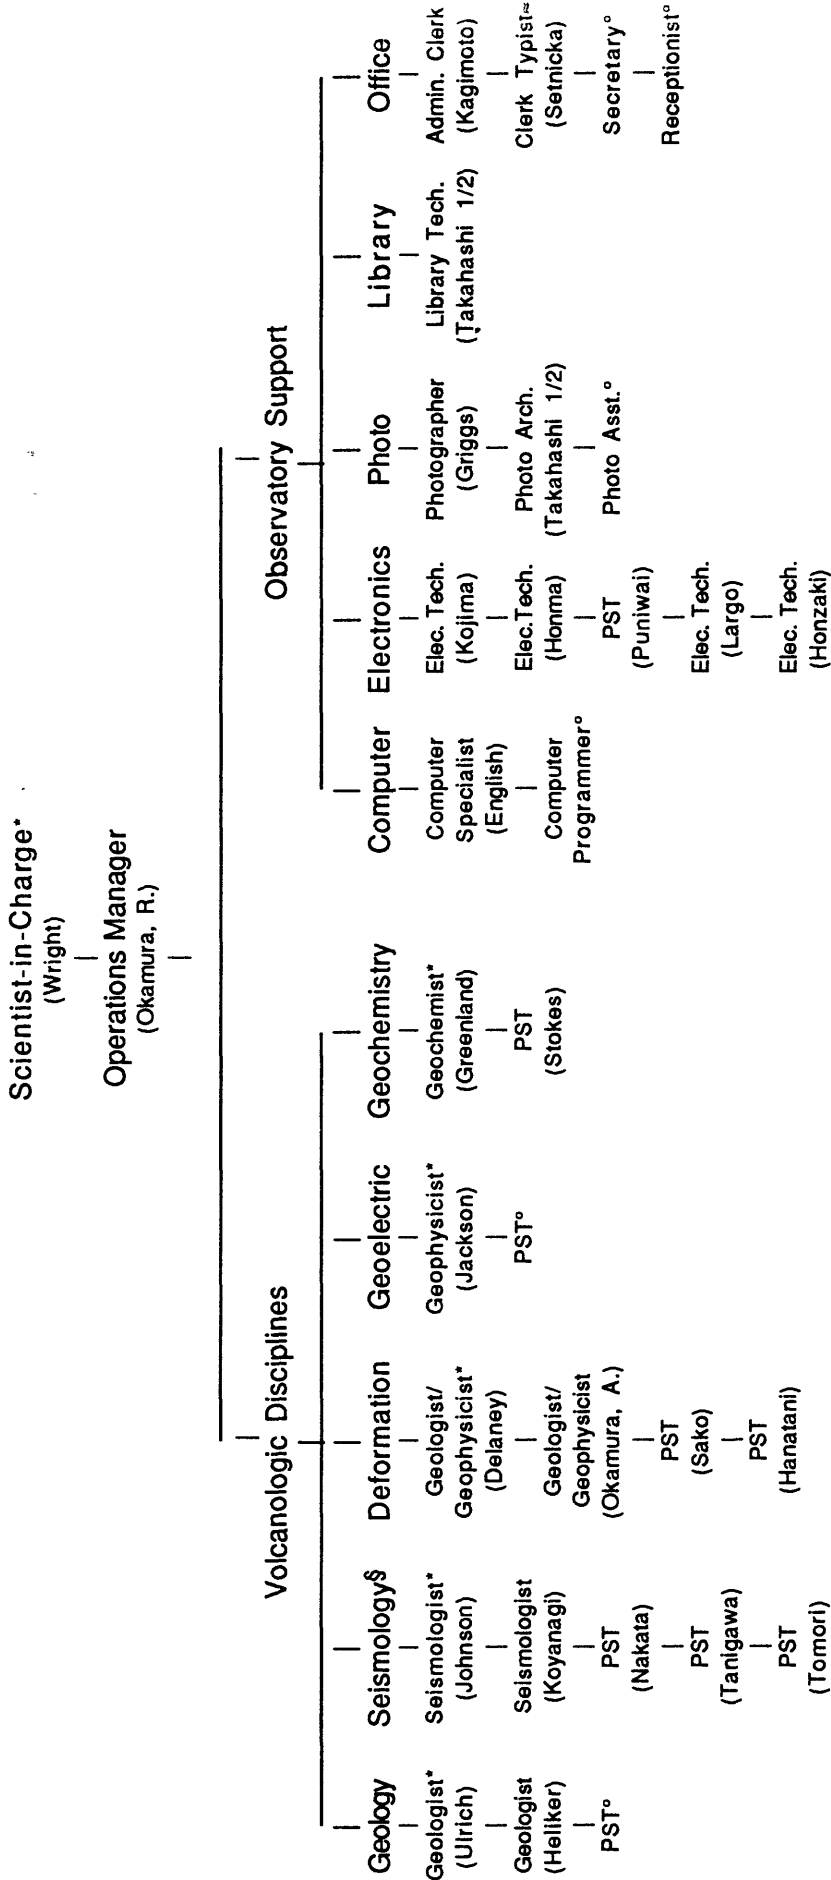 Scientist-in-Charge*
(Wright)
Operations Manager
(Okamura, R.)
Volcanologic Disciplines
Geology
Geologist*
(Ulrich)
Geologist
(Heliker)
PST°
Seismology§
Seismologist*
(Johnson)
Seismologist
(Koyanagi)
PST
(Nakata)
PST
(Tanigawa)
PST
(Tomori)
Deformation
Geologist/
Geophysicist*
(Delaney)
Geologist/
Geophysicist
(Okamura, A.)
PST
(Sako)
PST
(Hanatani)
Geoelectric
Geophysicist*
(Jackson)
PST°
Geochemistry
Geochemist*
(Greenland)
PST
(Stokes)
Observatory Support
Computer
Computer
Specialist
(English)
Computer
Programmer°
Electronics
Elec. Tech.
(Kojima)
Elec.Tech.
(Honma)
PST
(Puniwai)
Elec. Tech.
(Largo)
Elec. Tech.
(Honzaki)
Photo
Photographer
(Griggs)
Photo Arch.
(Takahashi 1/2)
Photo Asst.°
Library
Library Tech.
(Takahashi 1/2)
Office
Admin. Clerk
(Kagimoto)
Clerk Typist≈
(Setnicka)
Secretary°
Receptionist°